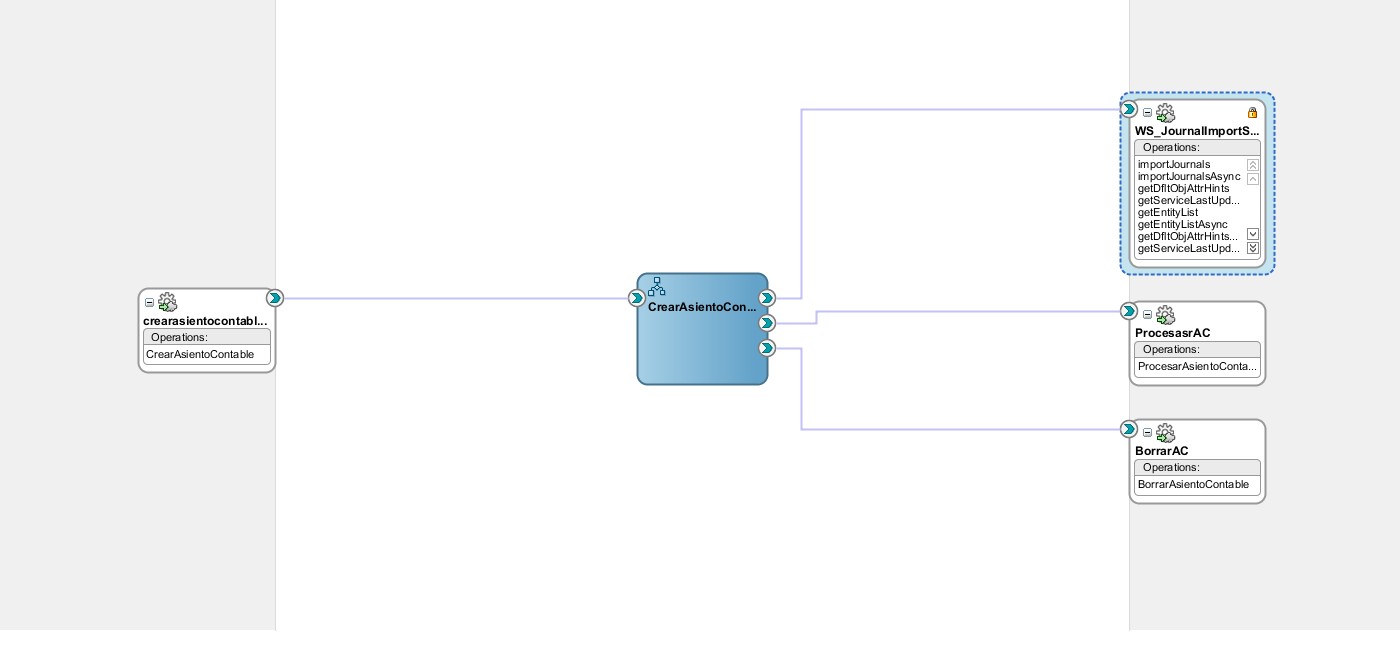 crearasientocontabl...
Operations:
CrearAsientoContable
CrearAsientoCon...
WS_JournalImportS...
Operations:
importJournals
importJournalsAsync
getDfltObjAttrHints
getServiceLastUpd...
getEntityList
getEntityListAsync
getDfltObjAttrHints...
getServiceLastUpd...
ProcesasrAC
Operations:
ProcesarAsientoConta...
BorrarAC
Operations:
BorrarAsientoContable